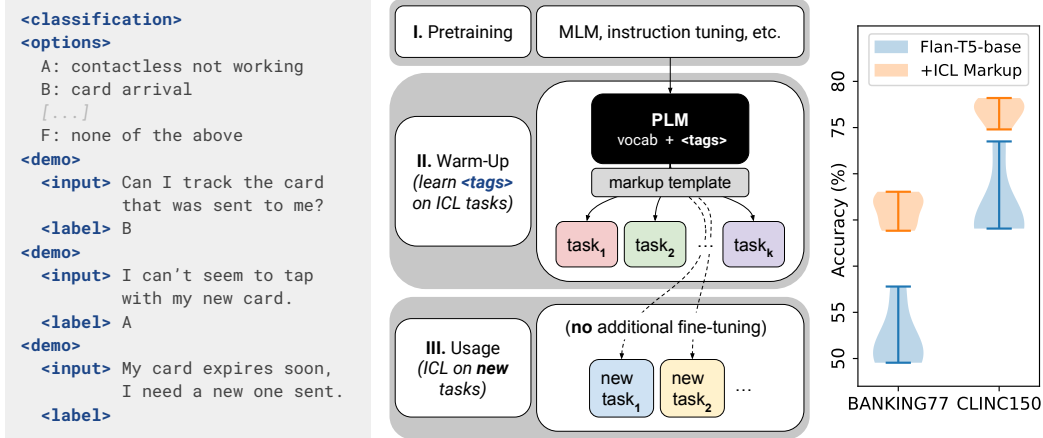 <classification>
<options>
A: contactless not working
B: card arrival
[...]
F: none of the above
<demo>
<input> Can I track the card
that was sent to me?
<label> B
<demo>
<input> I can't seem to tap
with my new card.
<label> A
<demo>
<input> My card expires soon,
I need a new one sent.
<label>
I. Pretraining
MLM, instruction tuning, etc.
II. Warm-Up
(learn <tags>
on ICL tasks)
PLM
vocab + <tags>
markup template
task1
task2
...
taskk
III. Usage
(ICL on new
tasks)
(no additional fine-tuning)
new
task1
new
task2
...
Flan-T5-base
+ICL Markup
Accuracy (%)
80
75
55
50
BANKING77
CLINC150